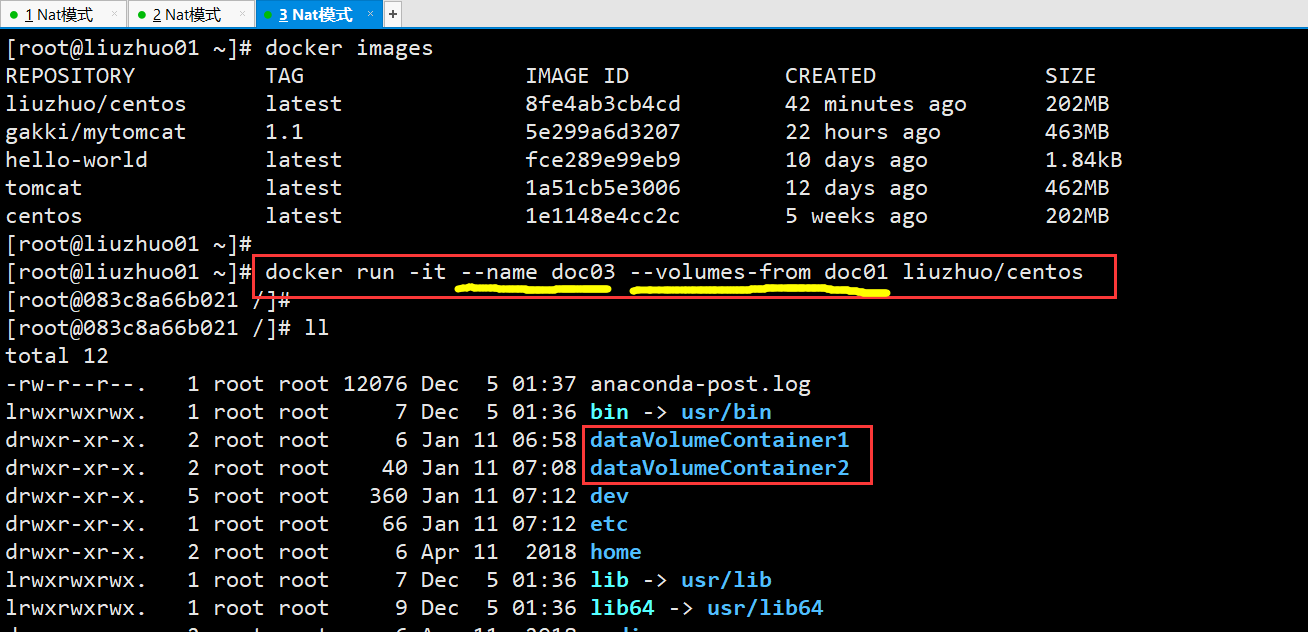 1 Nat模式 × 2 Nat模式 × 3 Nat模式 × +
[root@liuzhuo01 ~]# docker images
REPOSITORY TAG IMAGE ID CREATED SIZE
liuzhuo/centos latest 8fe4ab3cb4cd 42 minutes ago 202MB
gakki/mytomcat 1.1 5e299a6d3207 22 hours ago 463MB
hello-world latest fce289e99eb9 10 days ago 1.84kB
tomcat latest 1a51cb5e3006 12 days ago 462MB
centos latest 1e1148e4cc2c 5 weeks ago 202MB
[root@liuzhuo01 ~]#
[root@liuzhuo01 ~]# docker run -it --name doc03 --volumes-from doc01 liuzhuo/centos
[root@083c8a66b021 /]#
[root@083c8a66b021 /]# ll
total 12
-rw-r--r--. 1 root root 12076 Dec 5 01:37 anaconda-post.log
lrwxrwxrwx. 1 root root 7 Dec 5 01:36 bin -> usr/bin
drwxr-xr-x. 2 root root 6 Jan 11 06:58 dataVolumeContainer1
drwxr-xr-x. 2 root root 40 Jan 11 07:08 dataVolumeContainer2
drwxr-xr-x. 5 root root 360 Jan 11 07:12 dev
drwxr-xr-x. 1 root root 66 Jan 11 07:12 etc
drwxr-xr-x. 2 root root 6 Apr 11 2018 home
lrwxrwxrwx. 1 root root 7 Dec 5 01:36 lib -> usr/lib
lrwxrwxrwx. 1 root root 9 Dec 5 01:36 lib64 -> usr/lib64